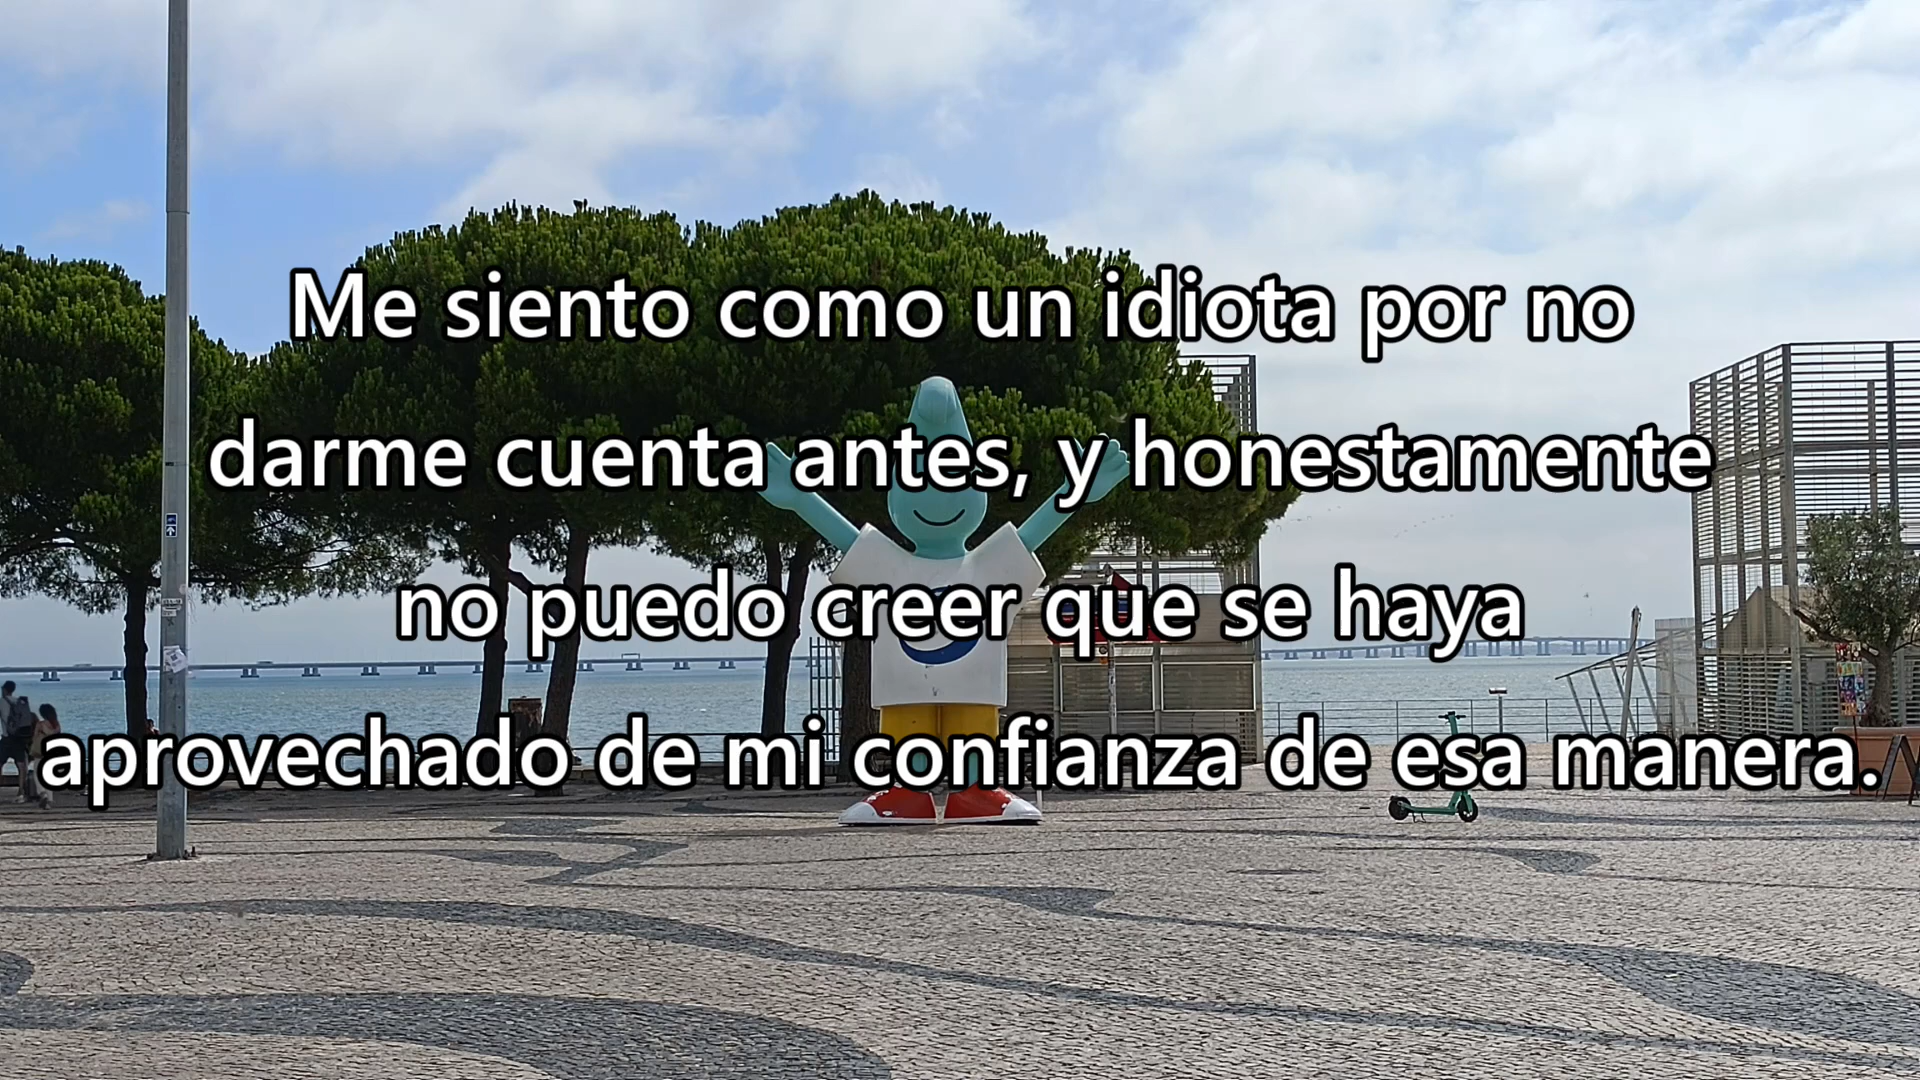 Me siento como un idiota por no
darme cuenta antes, y honestamente
no puedo creer que se haya
aprovechado de mi confianza de esa manera.